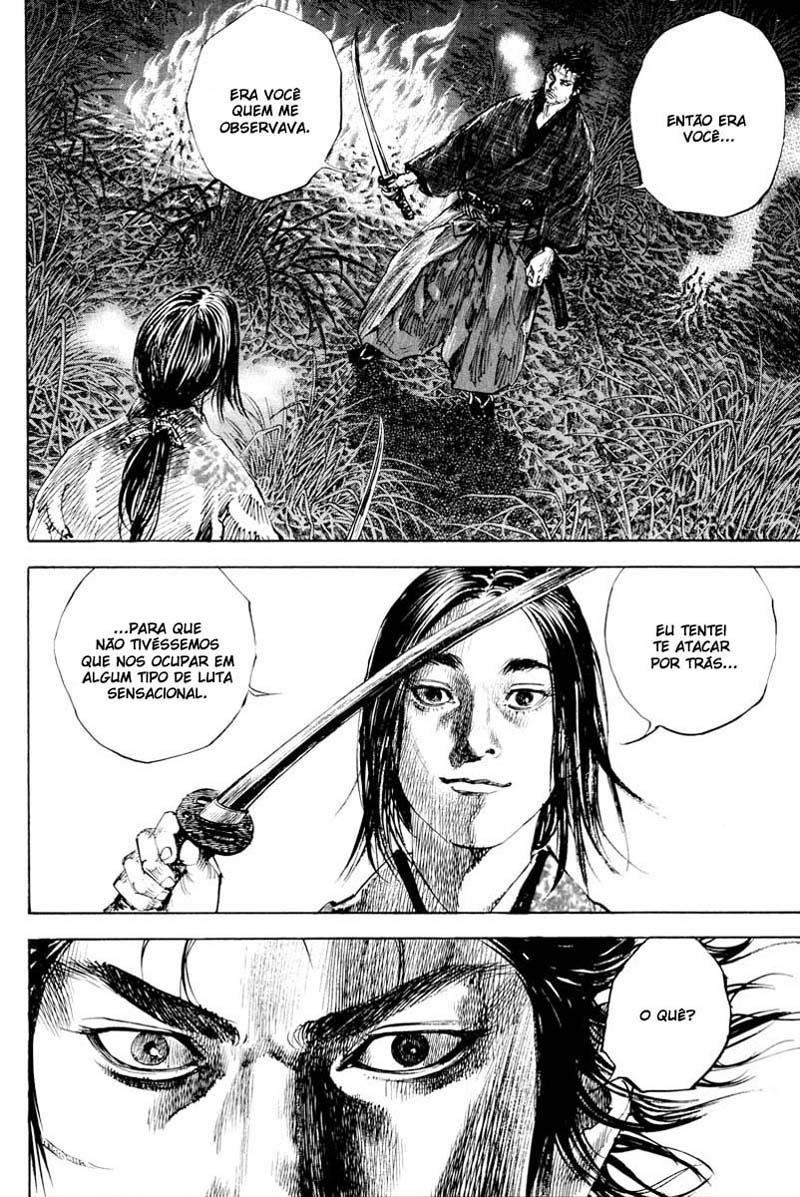 ENTÃO ERA
VOCÊ...
ERA VOCÊ
QUEM ME
OBSERVAVA.
EU TENTEI
TE ATACAR
POR TRÁS...
...PARA QUE
NÃO TIVÉSSEMOS
QUE NOS OCUPAR EM
ALGUM TIPO DE LUTA
SENSACIONAL.
O QUÊ?